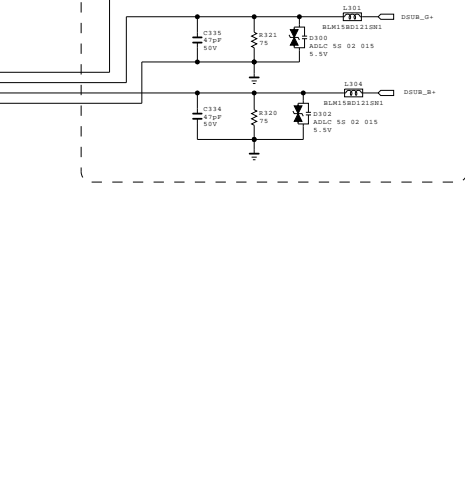 L301
DSUB_G+
BLM15BD121SN1
C335
47pF
50V
R321
75
D300
ADLC 5S 02 015
5.5V
L304
DSUB_B+
BLM15BD121SN1
C334
47pF
50V
R320
75
D302
ADLC 5S 02 015
5.5V